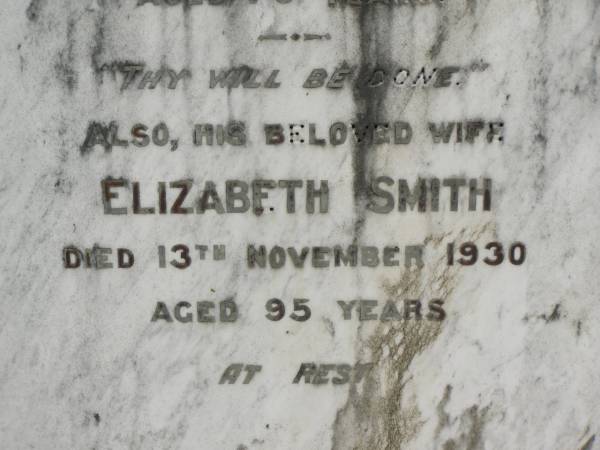 "THY WILL BE DONE."
ALSO, HIS BELOVED WIFE
ELIZABETH SMITH
DIED 13TH NOVEMBER 1930
AGED 95 YEARS
AT REST